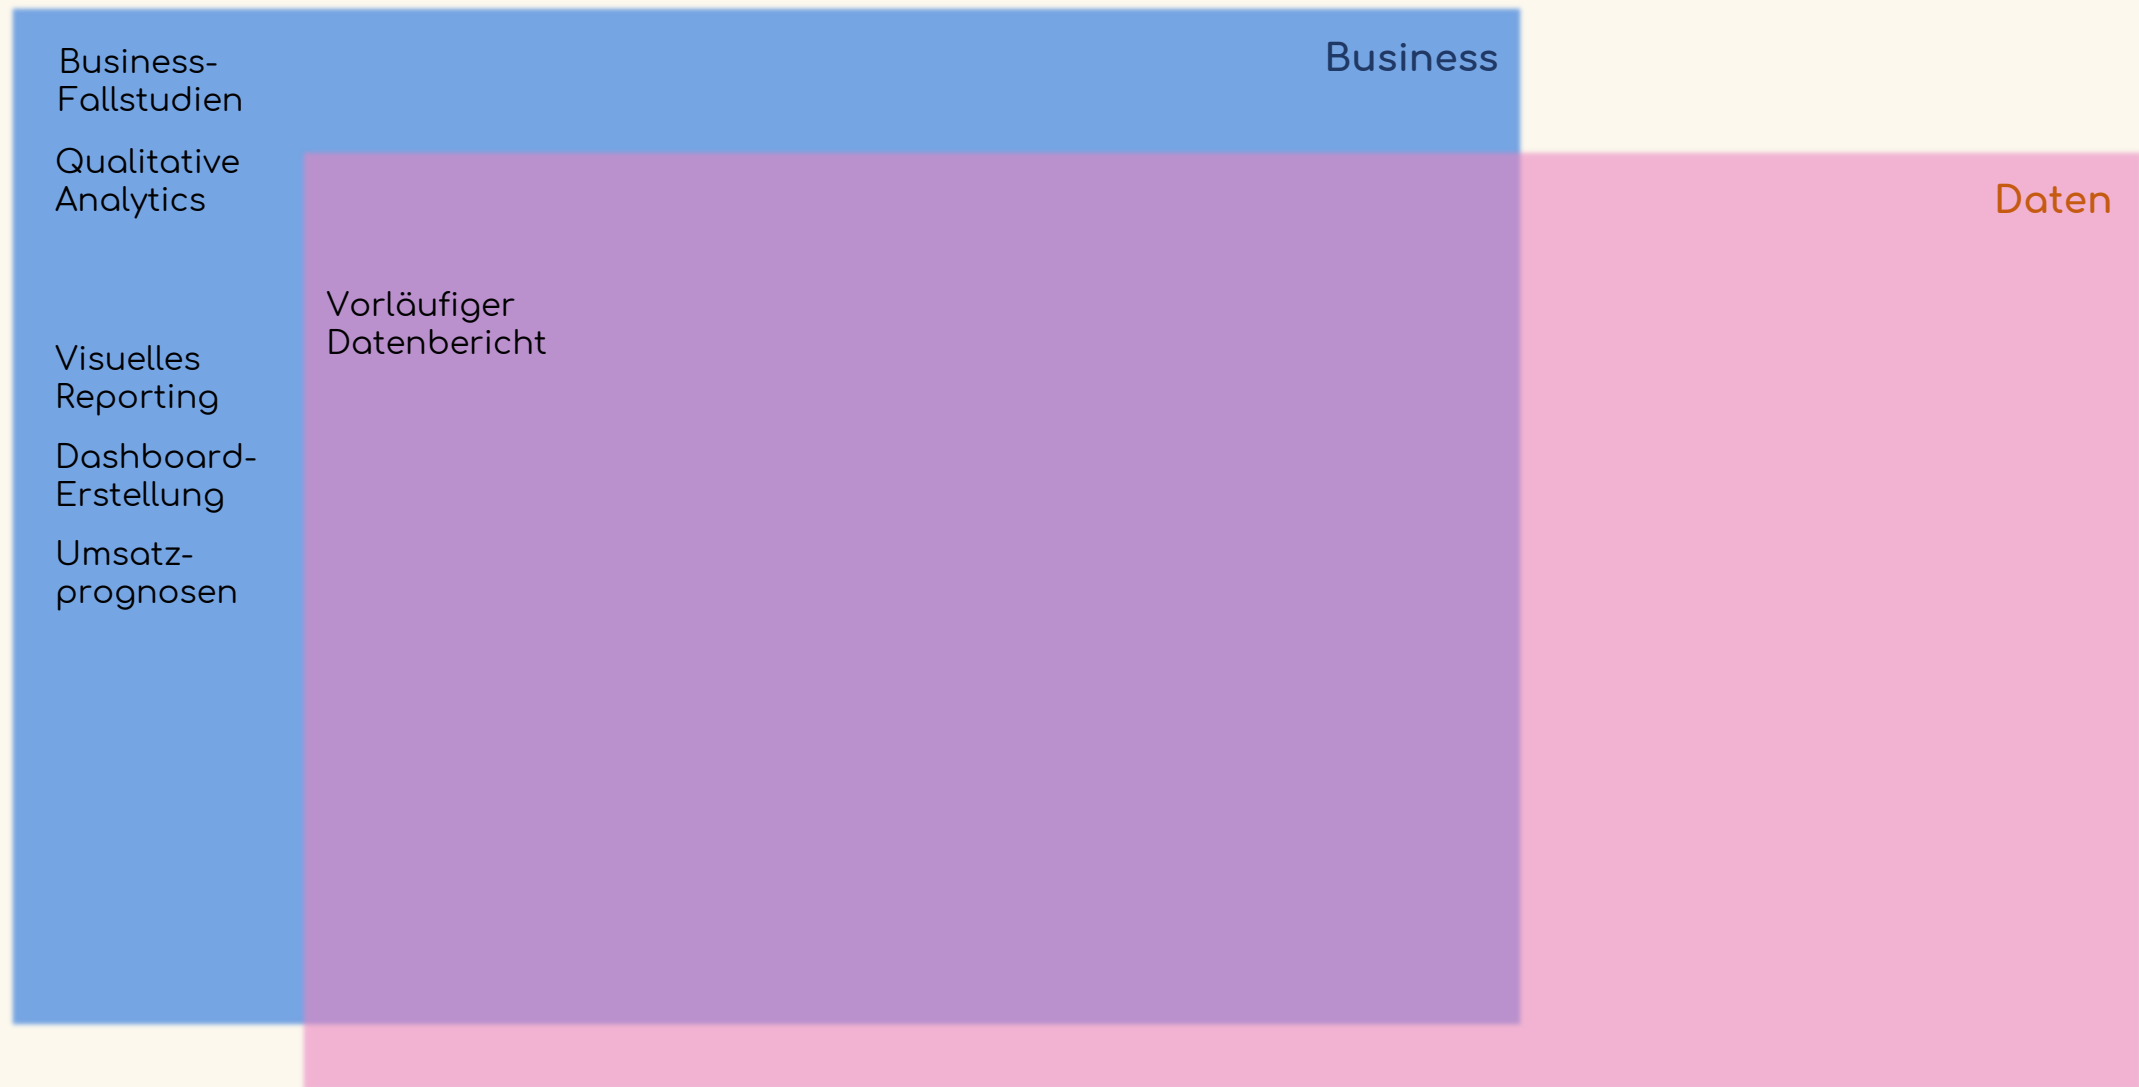 Business
Business-
Fallstudien
Qualitative
Analytics
Daten
Vorläufiger
Datenbericht
Visuelles
Reporting
Dashboard-
Erstellung
Umsatz-
prognosen